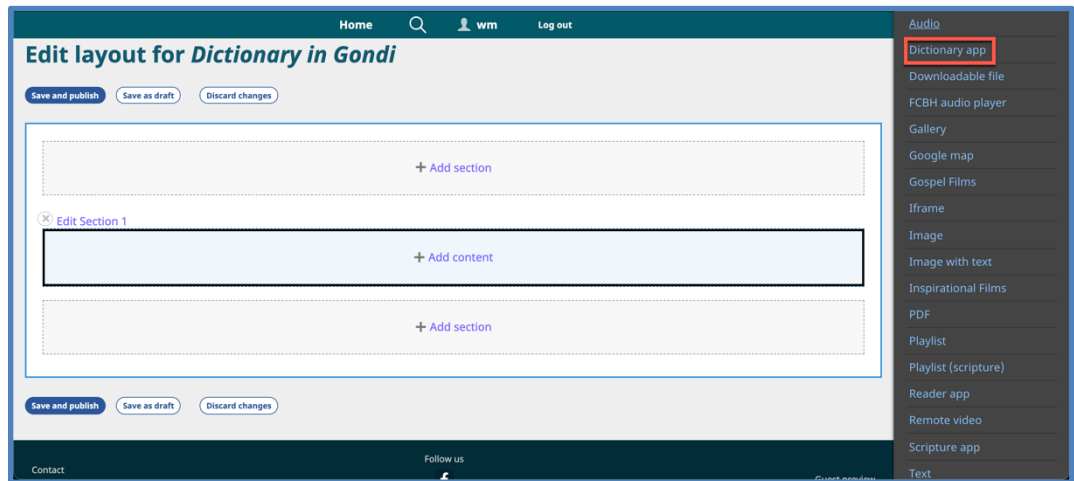 Home wm Log out
Edit layout for Dictionary in Gondi
Save and publish Save as draft Discard changes
+ Add section
Edit Section 1
+ Add content
+ Add section
Save and publish Save as draft Discard changes
Contact
Follow us
Guest preview
Audio
Dictionary app
Downloadable file
FCBH audio player
Gallery
Google map
Gospel Films
Iframe
Image
Image with text
Inspirational Films
PDF
Playlist
Playlist (scripture)
Reader app
Remote video
Scripture app
Text